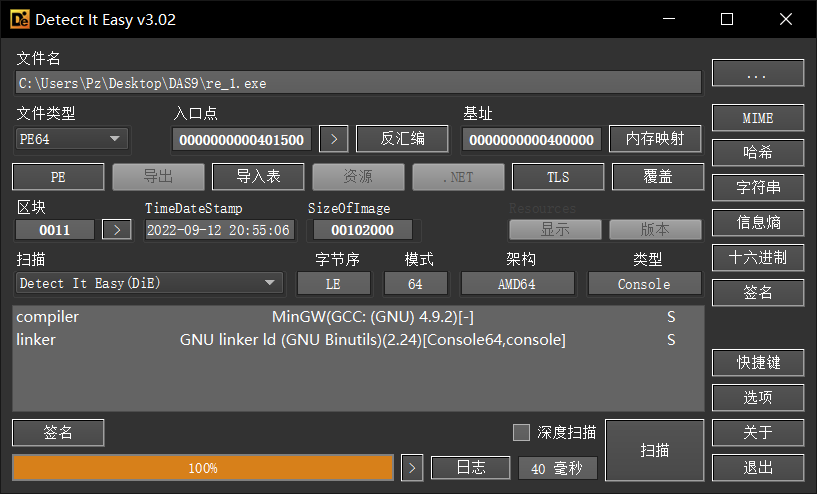 Detect It Easy v3.02
文件名
C:\Users\Pz\Desktop\DAS9\re_1.exe
...
文件类型 入口点 基址
PE64 0000000000401500 > 反汇编 0000000000400000 内存映射 MIME
哈希
PE 导出 导入表 资源 .NET TLS 覆盖
字符串
区块 TimeDateStamp SizeOfImage Resources
0011 > 2022-09-12 20:55:06 00102000 显示 版本
信息熵
扫描 字节序 模式 架构 类型
十六进制
Detect It Easy(DiE) LE 64 AMD64 Console
签名
compiler MinGW(GCC: (GNU) 4.9.2)[-] S
linker GNU linker ld (GNU Binutils)(2.24)[Console64,console] S
快捷键
选项
签名 深度扫描 扫描 关于
100% > 日志 40 毫秒 退出